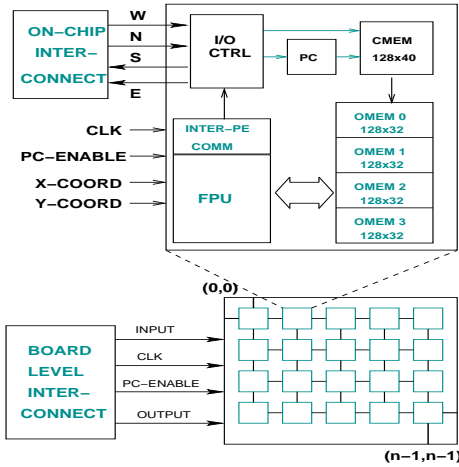 ON−CHIP
INTER−
CONNECT
W
N
S
E
I/O
CTRL
PC
CMEM
128x40
CLK
PC−ENABLE
X−COORD
Y−COORD
INTER−PE
COMM
FPU
OMEM 0
128x32
OMEM 1
128x32
OMEM 2
128x32
OMEM 3
128x32
(0,0)
BOARD
LEVEL
INTER−
CONNECT
INPUT
CLK
PC−ENABLE
OUTPUT
(n−1,n−1)